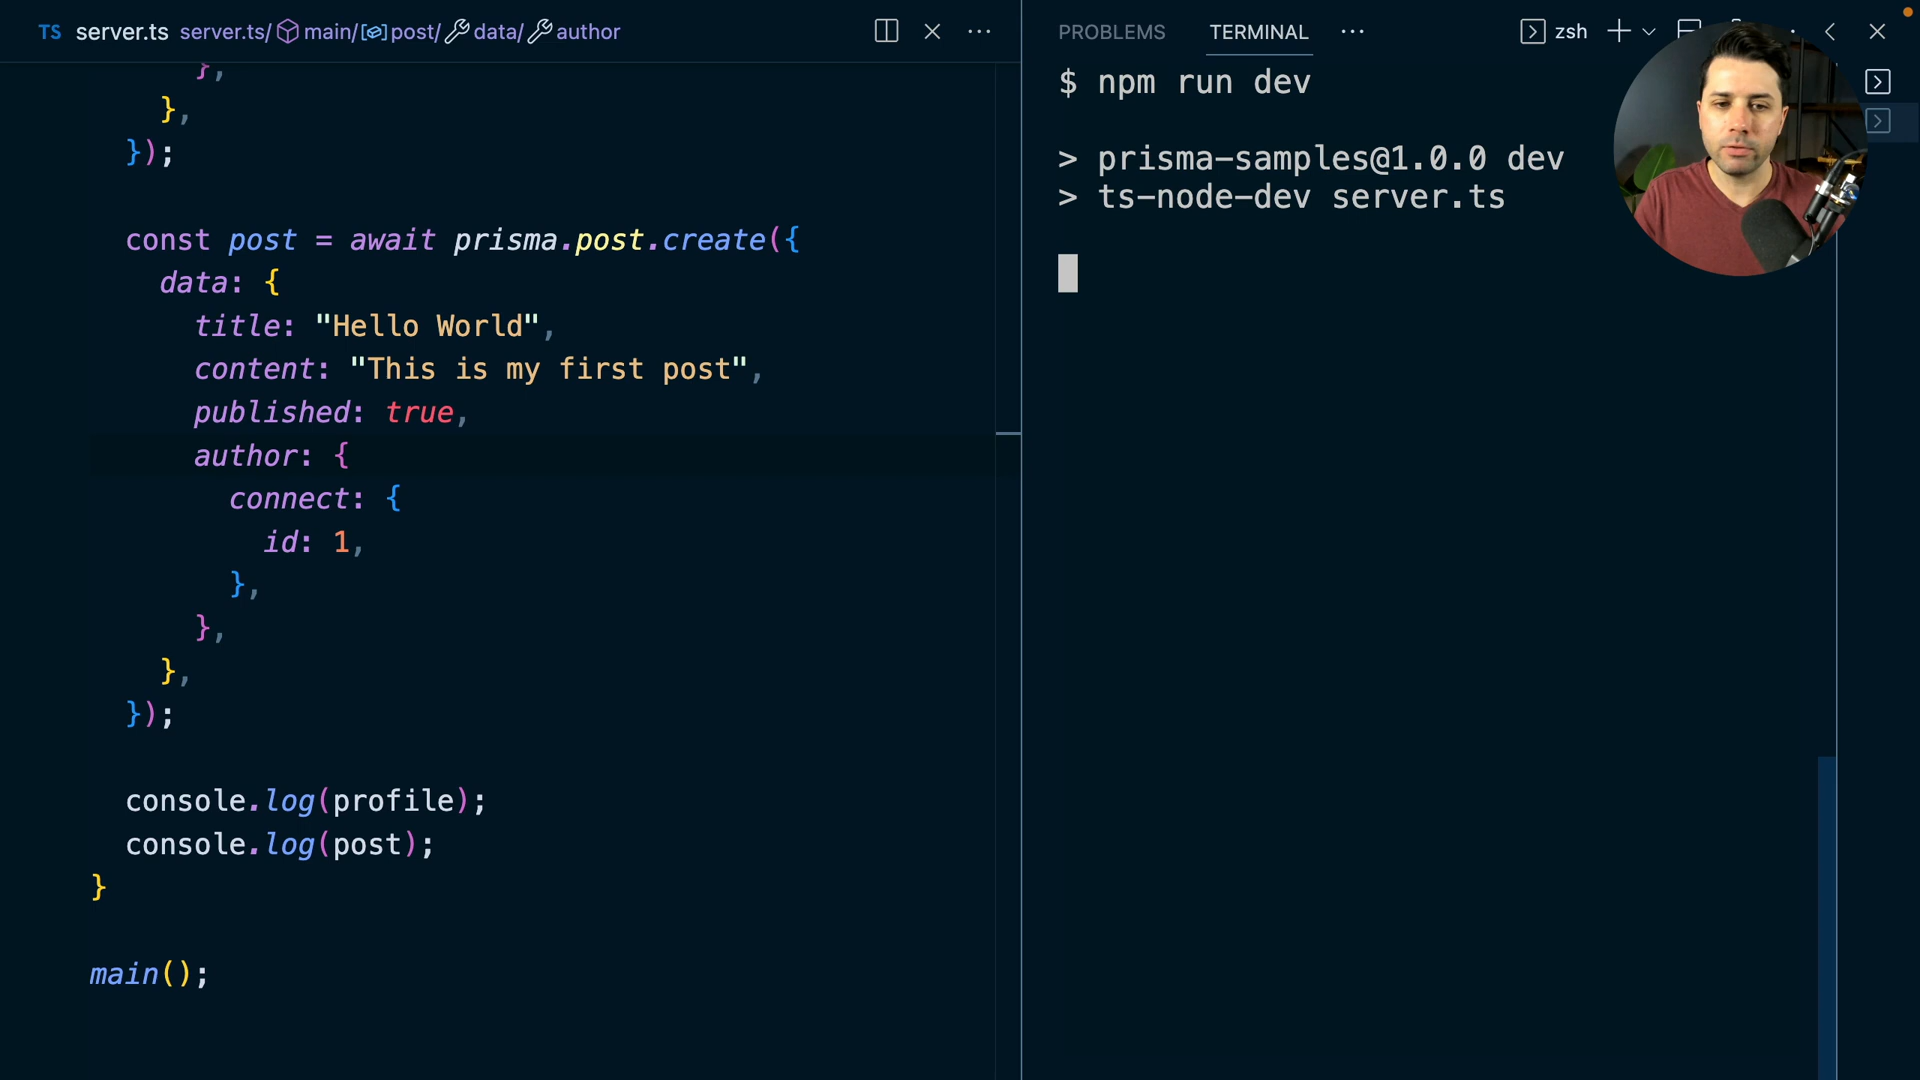 TS server.ts server.ts/ main/ post/ data/ author
},
},
});
const post = await prisma.post.create({
data: {
title: "Hello World",
content: "This is my first post",
published: true,
author: {
connect: {
id: 1,
},
},
},
});
console.log(profile);
console.log(post);
}
main();
PROBLEMS TERMINAL zsh
$ npm run dev
> prisma-samples@1.0.0 dev
> ts-node-dev server.ts